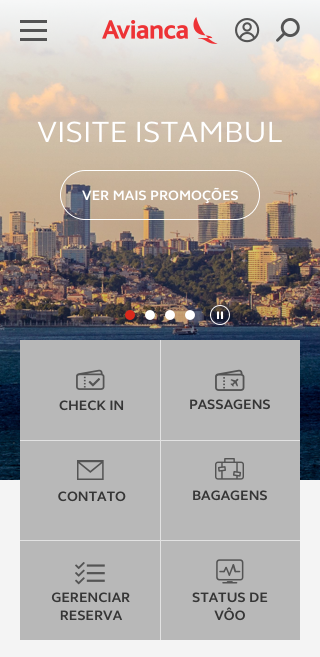 Avianca
VISITE ISTAMBUL
VER MAIS PROMOÇÕES
CHECK IN
PASSAGENS
CONTATO
BAGAGENS
GERENCIAR
RESERVA
STATUS DE
VÔO